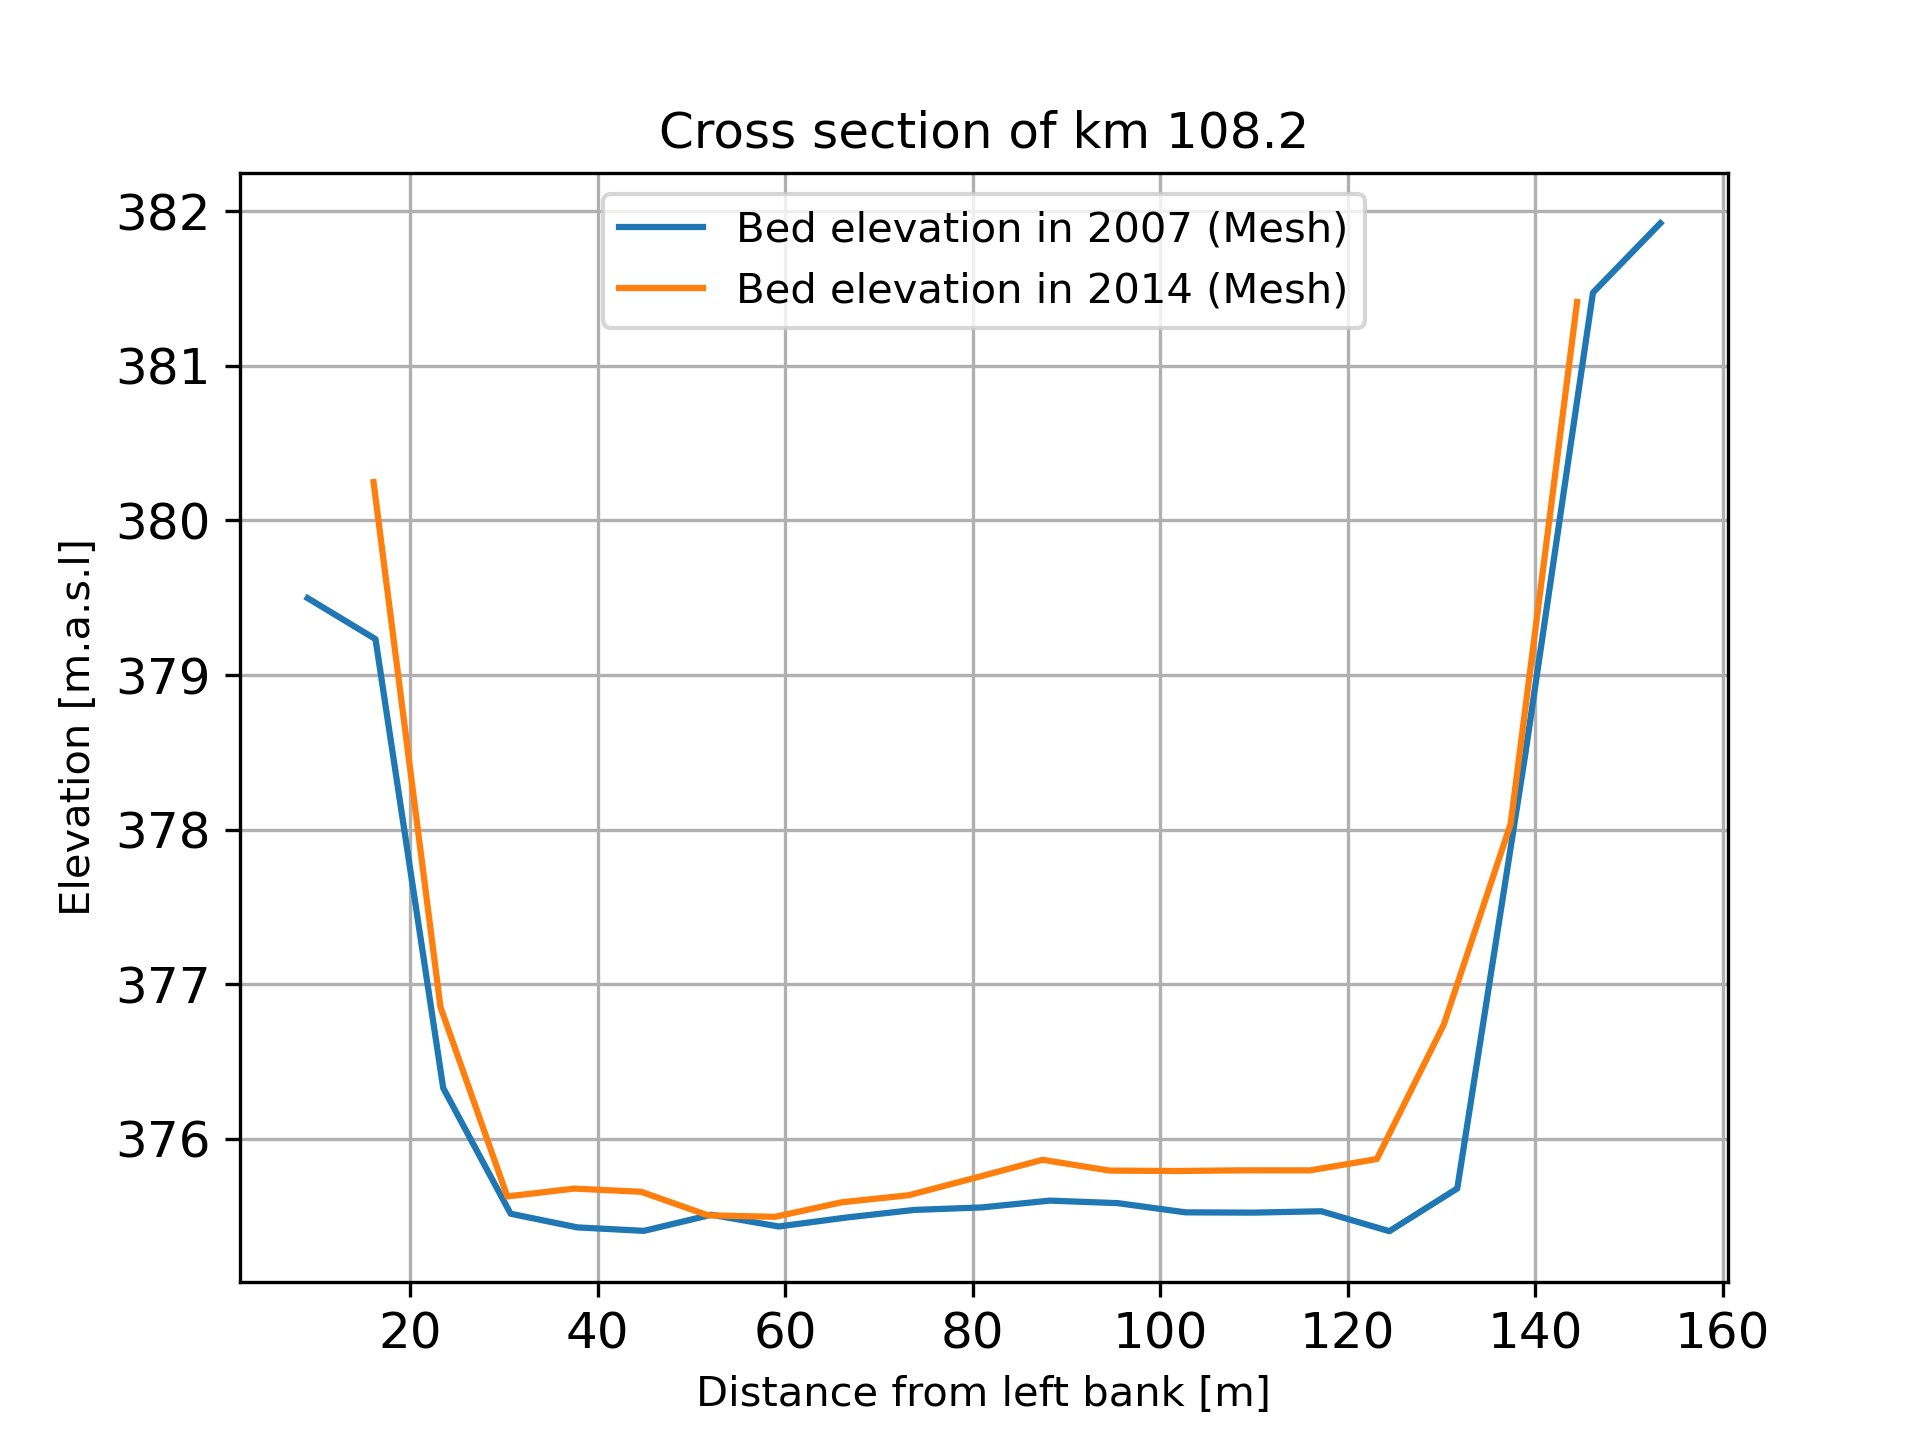 Cross section of km 108.2
Bed elevation in 2007 (Mesh)
Bed elevation in 2014 (Mesh)
Elevation [m.a.s.l]
382
381
380
379
378
377
376
20 40 60 80 100 120 140 160
Distance from left bank [m]